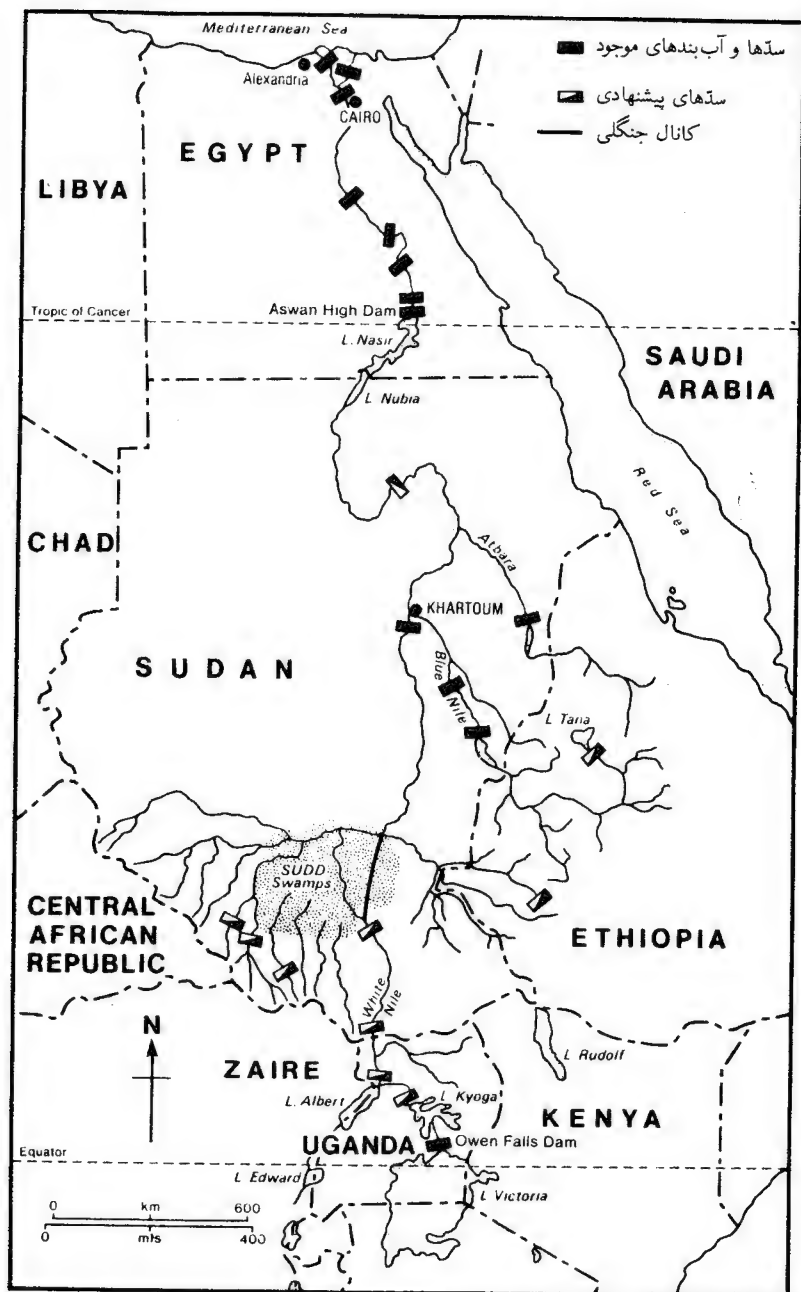 Mediterranean Sea
سدّها و آب‌بندهای موجود
Alexandria
سدّهای پیشنهادی
CAIRO
کانال جنگلی
EGYPT
LIBYA
Tropic of Cancer
Aswan High Dam
L. Nasir
SAUDI
ARABIA
L. Nubia
Red Sea
CHAD
Atbara
KHARTOUM
SUDAN
Blue
Nile
L Tana
SUDD
Swamps
CENTRAL
AFRICAN
REPUBLIC
ETHIOPIA
White
Nile
N
ZAIRE
L. Rudolf
L. Albert
L. Kyoga
KENYA
UGANDA
Owen Falls Dam
Equator
L Edward
L Victoria
0 km 600
0 mls 400